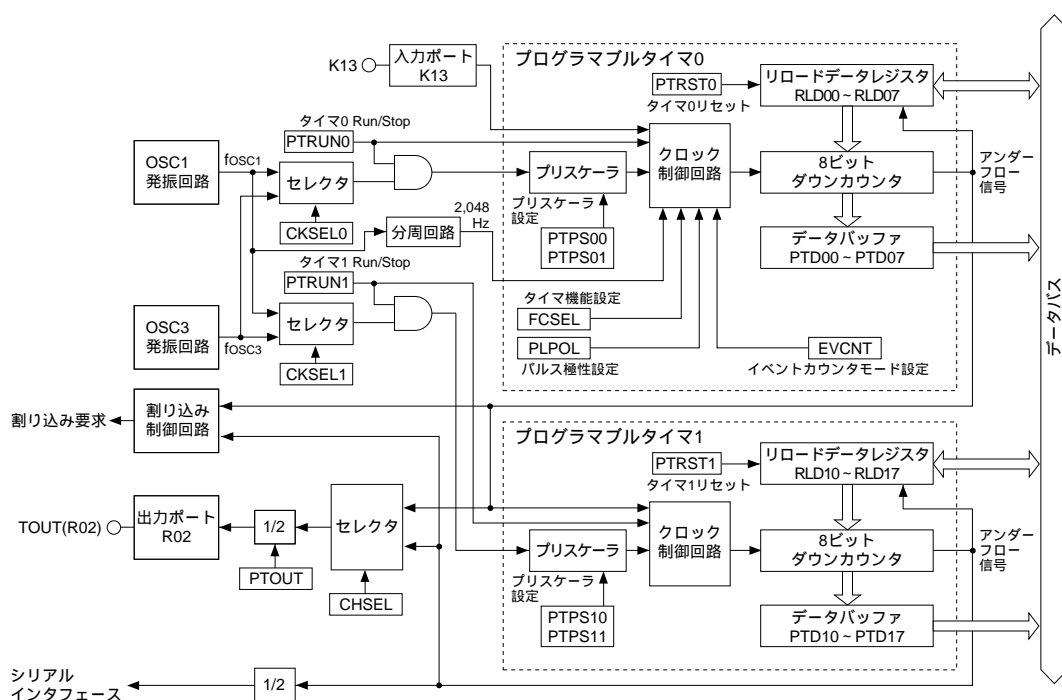 K13
入力ポート
K13
プログラマブルタイマ0
PTRST0
タイマ0リセット
リロードデータレジスタ
RLD00 ~ RLD07
タイマ0 Run/Stop
PTRUN0
OSC1
発振回路
fOSC1
セレクタ
CKSEL0
プリスケーラ
プリスケーラ
設定
PTPS00
PTPS01
クロック
制御回路
8ビット
ダウンカウンタ
アンダー
フロー
信号
分周回路
2,048
Hz
データバッファ
PTD00 ~ PTD07
タイマ1 Run/Stop
PTRUN1
OSC3
発振回路
fOSC3
セレクタ
CKSEL1
タイマ機能設定
FCSEL
PLPOL
パルス極性設定
EVCNT
イベントカウンタモード設定
データバス
割り込み要求
割り込み
制御回路
プログラマブルタイマ1
PTRST1
タイマ1リセット
リロードデータレジスタ
RLD10 ~ RLD17
TOUT(R02)
出力ポート
R02
1/2
PTOUT
セレクタ
CHSEL
プリスケーラ
プリスケーラ
設定
PTPS10
PTPS11
クロック
制御回路
8ビット
ダウンカウンタ
アンダー
フロー
信号
データバッファ
PTD10 ~ PTD17
シリアル
インタフェース
1/2